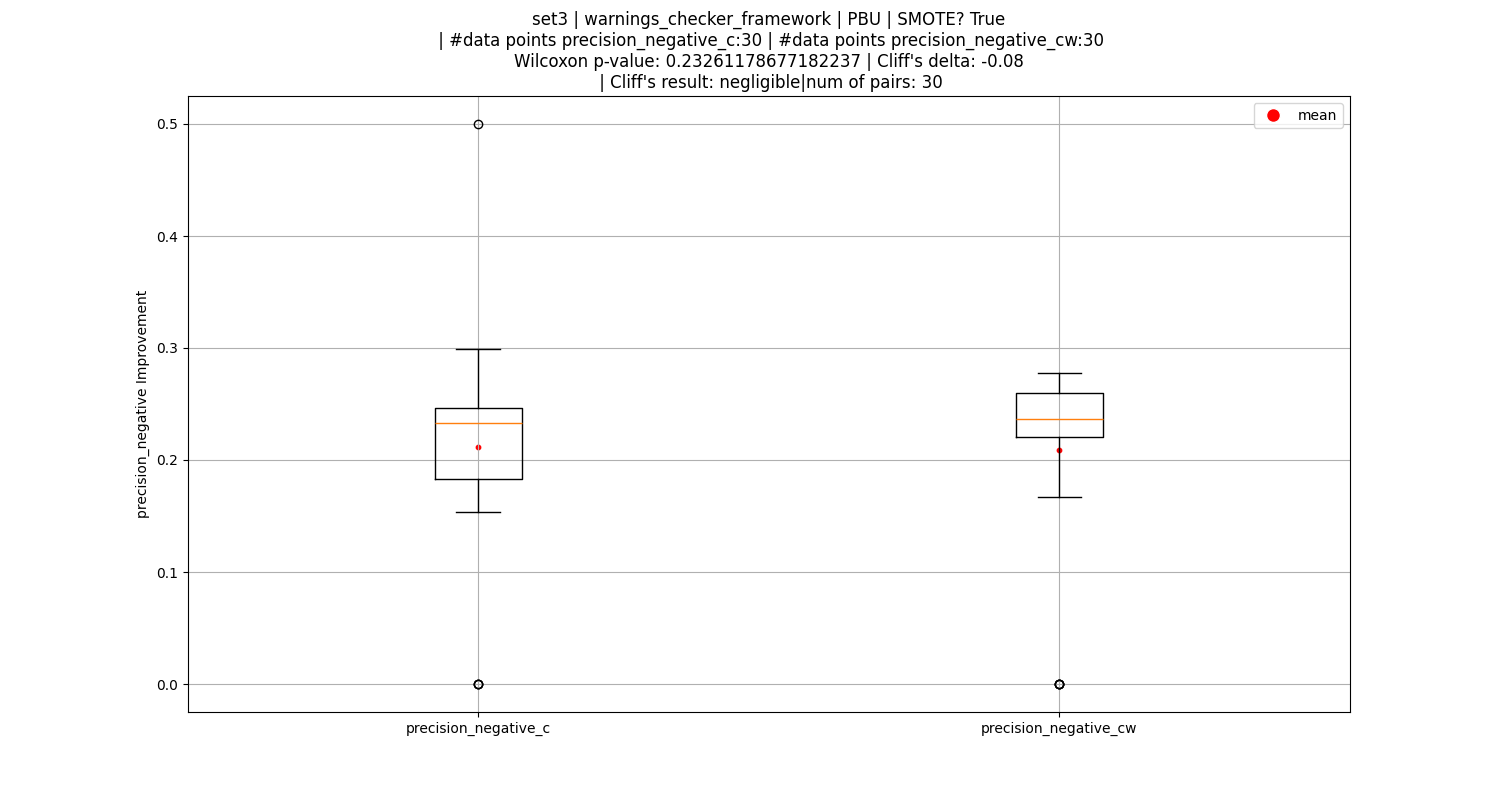 set3 | warnings_checker_framework | PBU | SMOTE? True
| #data points precision_negative_c:30 | #data points precision_negative_cw:30
Wilcoxon p-value: 0.23261178677182237 | Cliff's delta: -0.08
| Cliff's result: negligible|num of pairs: 30
mean
0.5
0.4
0.3
0.2
0.1
0.0
precision_negative Improvement
precision_negative_c
precision_negative_cw